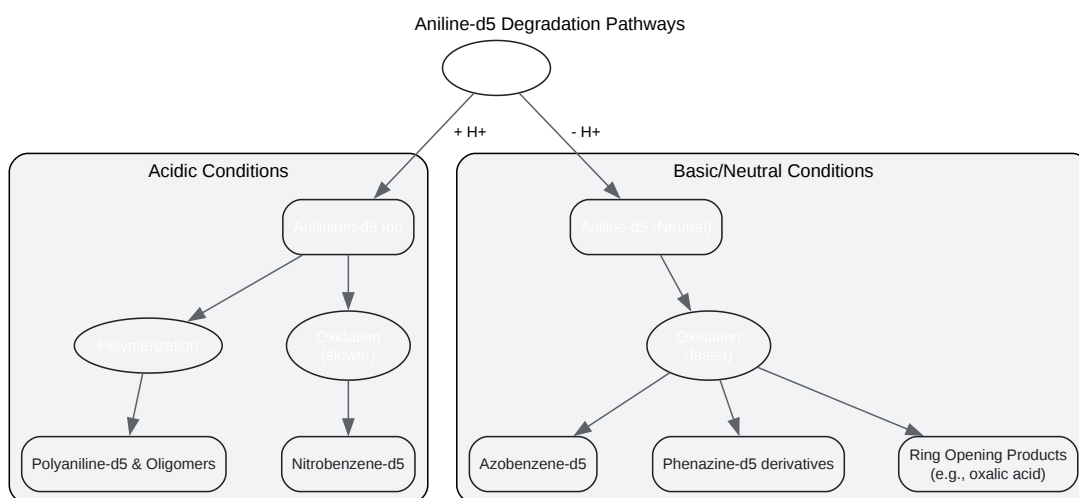 Aniline-d5 Degradation Pathways
+ H+
- H+
Acidic Conditions
Basic/Neutral Conditions
Anilinium-d5 Ion
Aniline-d5 (Neutral)
Polymerization
Oxidation
(slower)
Oxidation
(faster)
Polyaniline-d5 & Oligomers
Nitrobenzene-d5
Azobenzene-d5
Phenazine-d5 derivatives
Ring Opening Products
(e.g., oxalic acid)